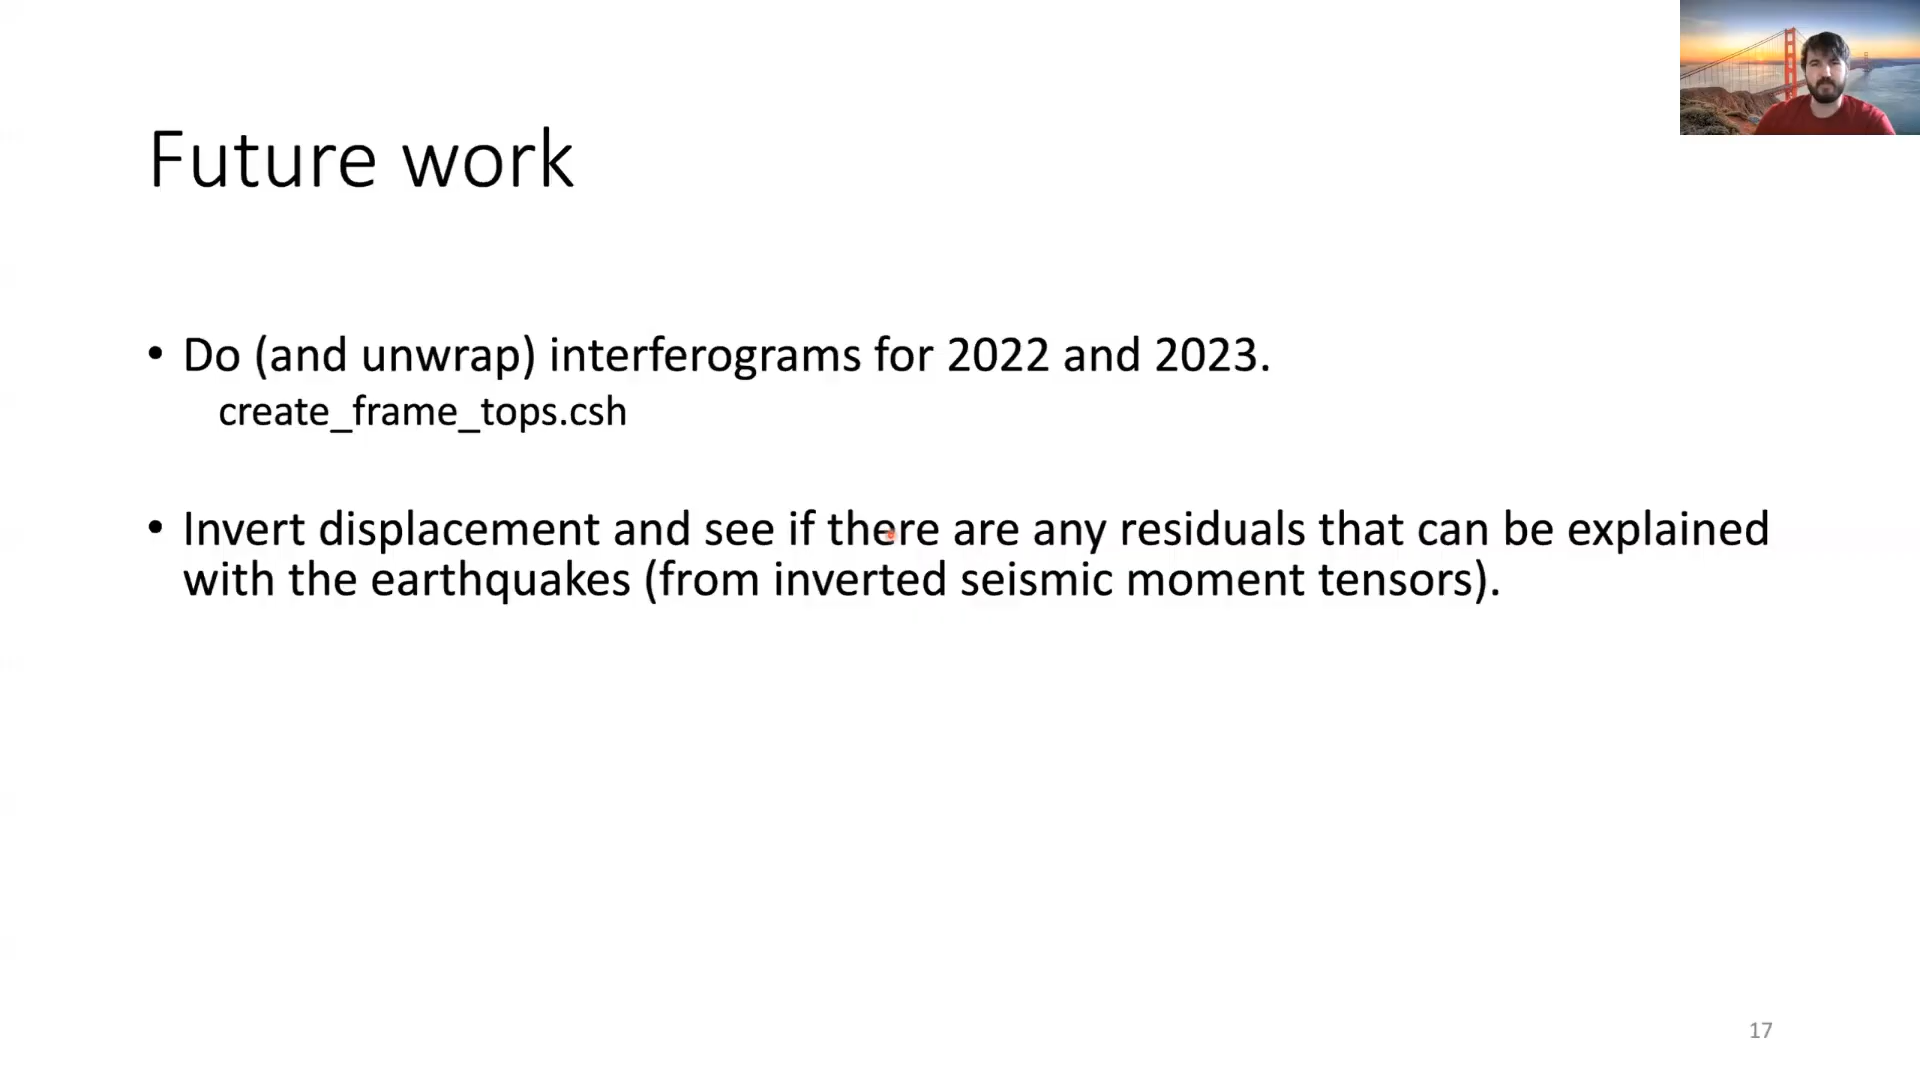 Future work
• Do (and unwrap) interferograms for 2022 and 2023.
create_frame_tops.csh
• Invert displacement and see if there are any residuals that can be explained
with the earthquakes (from inverted seismic moment tensors).
17